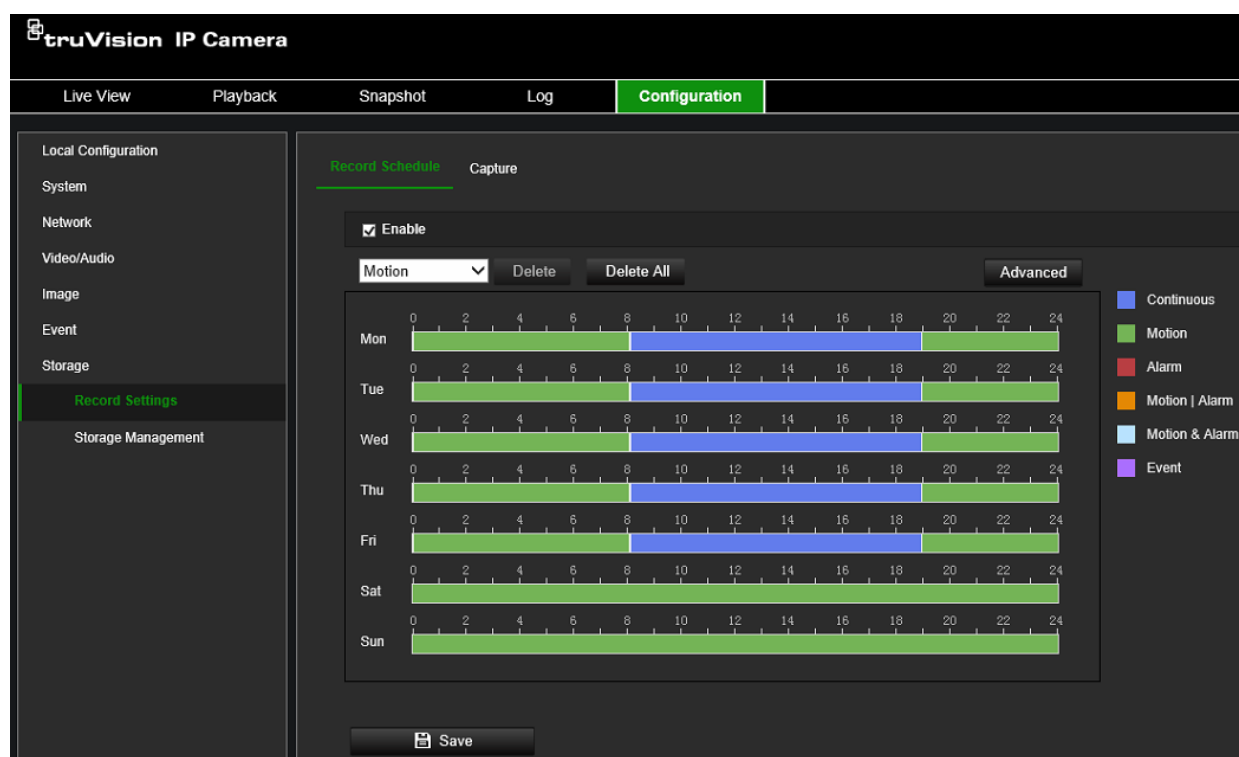 truVision IP Camera
Live View Playback Snapshot Log Configuration
Local Configuration
System
Network
Video/Audio
Image
Event
Storage
Record Settings
Storage Management
Record Schedule Capture
Enable
Motion Delete Delete All Advanced
0 2 4 6 8 10 12 14 16 18 20 22 24
Mon
0 2 4 6 8 10 12 14 16 18 20 22 24
Tue
0 2 4 6 8 10 12 14 16 18 20 22 24
Wed
0 2 4 6 8 10 12 14 16 18 20 22 24
Thu
0 2 4 6 8 10 12 14 16 18 20 22 24
Fri
0 2 4 6 8 10 12 14 16 18 20 22 24
Sat
0 2 4 6 8 10 12 14 16 18 20 22 24
Sun
Continuous
Motion
Alarm
Motion | Alarm
Motion & Alarm
Event
Save